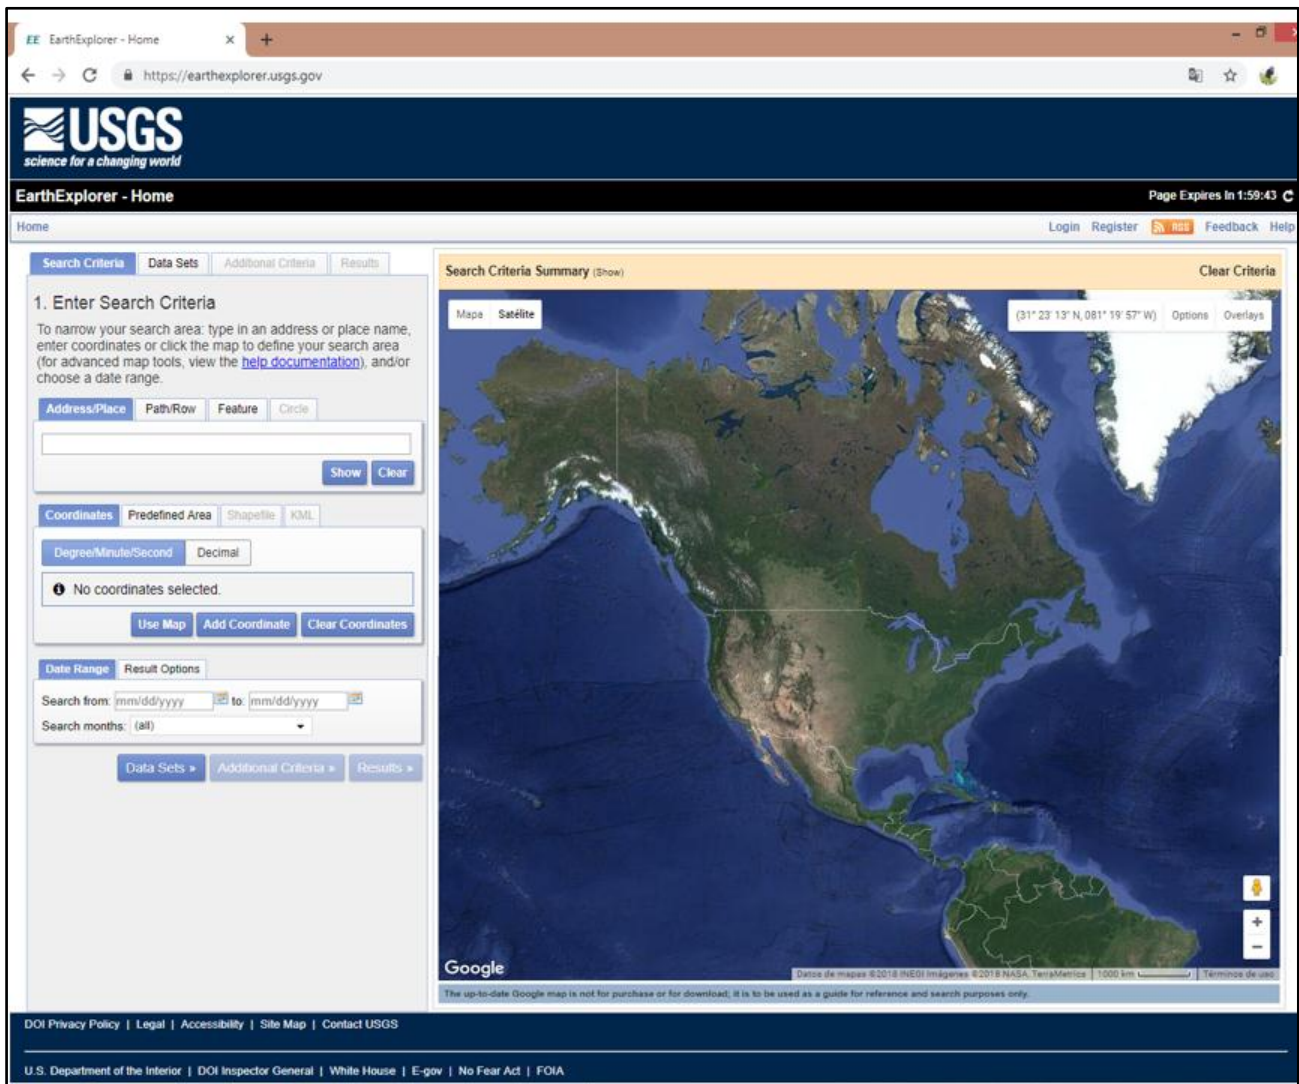 EE EarthExplorer - Home
https://earthexplorer.usgs.gov
USGS
science for a changing world
EarthExplorer - Home
Page Expires In 1:59:43
Home
Login Register RSS Feedback Help
Search Criteria Data Sets Additional Criteria Results
1. Enter Search Criteria
To narrow your search area: type in an address or place name,
enter coordinates or click the map to define your search area
(for advanced map tools, view the help documentation), and/or
choose a date range.
Address/Place Path/Row Feature Circle
Show Clear
Coordinates Predefined Area Shapefile KML
Degree/Minute/Second Decimal
No coordinates selected.
Use Map Add Coordinate Clear Coordinates
Date Range Result Options
Search from: mm/dd/yyyy to: mm/dd/yyyy
Search months: (all)
Data Sets » Additional Criteria » Results »
Search Criteria Summary (Show)
Clear Criteria
Mapa Satélite
(31° 23' 13" N, 081° 19' 57" W) Options Overlays
Google
Datos de mapas ©2018 INEGI Imágenes ©2018 NASA, TerraMetrics 1000 km Términos de uso
The up-to-date Google map is not for purchase or for download; it is to be used as a guide for reference and search purposes only.
DOI Privacy Policy | Legal | Accessibility | Site Map | Contact USGS
U.S. Department of the Interior | DOI Inspector General | White House | E-gov | No Fear Act | FOIA